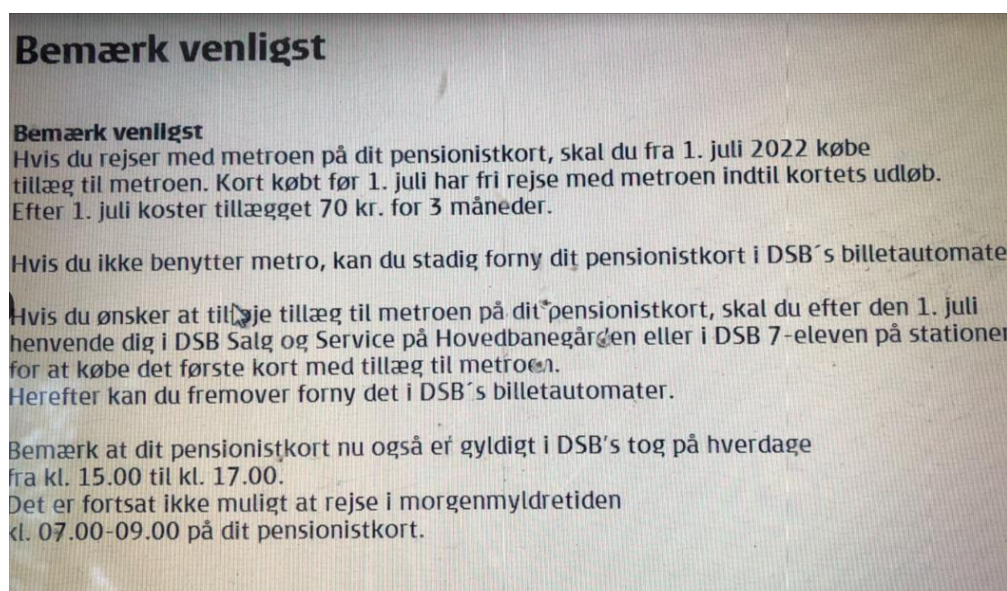 Bemærk venligst
Bemærk venligst
Hvis du rejser med metroen på dit pensionistkort, skal du fra 1. juli 2022 købe
tillæg til metroen. Kort købt før 1. juli har fri rejse med metroen indtil kortets udløb.
Efter 1. juli koster tillægget 70 kr. for 3 måneder.
Hvis du ikke benytter metro, kan du stadig forny dit pensionistkort i DSB´s billetautomate
Hvis du ønsker at tilføje tillæg til metroen på dit pensionistkort, skal du efter den 1. juli
henvende dig i DSB Salg og Service på Hovedbanegården eller i DSB 7-eleven på stationer
for at købe det første kort med tillæg til metroen.
Herefter kan du fremover forny det i DSB´s billetautomater.
Bemærk at dit pensionistkort nu også er gyldigt i DSB's tog på hverdage
fra kl. 15.00 til kl. 17.00.
Det er fortsat ikke muligt at rejse i morgenmyldretiden
kl. 07.00-09.00 på dit pensionistkort.